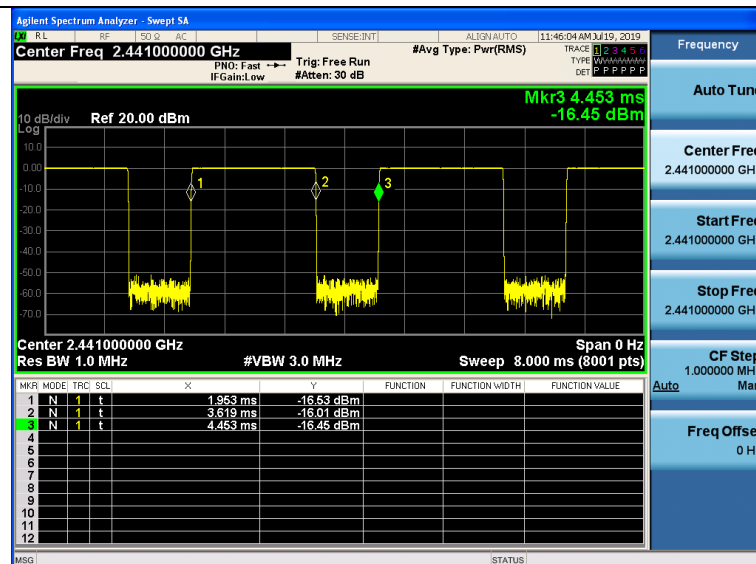 Agilent Spectrum Analyzer - Swept SA
LXI RL RF 50 Ω AC SENSE:INT ALIGN AUTO 11:46:04 AM Jul 19, 2019
Center Freq 2.441000000 GHz #Avg Type: Pwr(RMS) TRACE 1 2 3 4 5 6
PNO: Fast Trig: Free Run TYPE
IFGain:Low #Atten: 30 dB DET P P P P P P
Mkr3 4.453 ms
10 dB/div Ref 20.00 dBm -16.45 dBm
Log
10.0
0.00
-10.0
-20.0
-30.0
-40.0
-50.0
-60.0
-70.0
1
2
3
Center 2.441000000 GHz Span 0 Hz
Res BW 1.0 MHz #VBW 3.0 MHz Sweep 8.000 ms (8001 pts)
MKR MODE TRC SCL X Y FUNCTION FUNCTION WIDTH FUNCTION VALUE
1 N 1 t 1.953 ms -16.53 dBm
2 N 1 t 3.619 ms -16.01 dBm
3 N 1 t 4.453 ms -16.45 dBm
4
5
6
7
8
9
10
11
12
MSG STATUS
Frequency
Auto Tun
Center Fre
2.441000000 GH
Start Fre
2.441000000 GH
Stop Fre
2.441000000 GH
CF Step
1.000000 MH
Auto Ma
Freq Offse
0 H